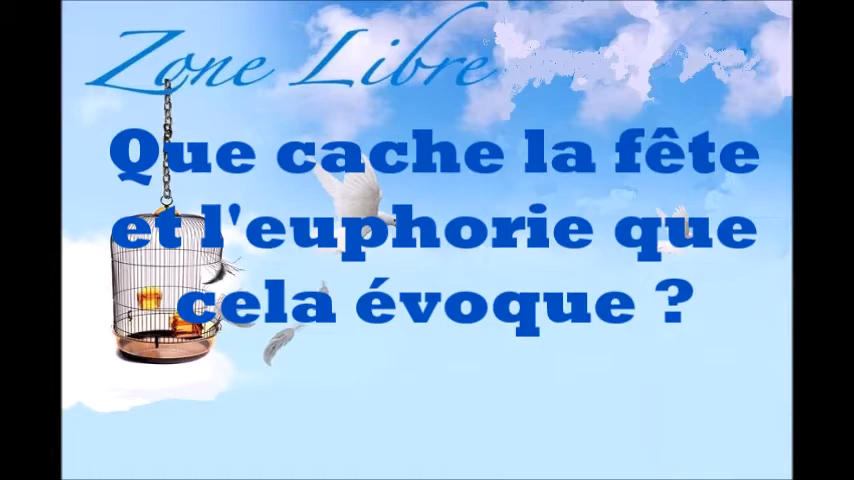 Zone Libre
Que cache la fête
et l'euphorie que
cela évoque ?